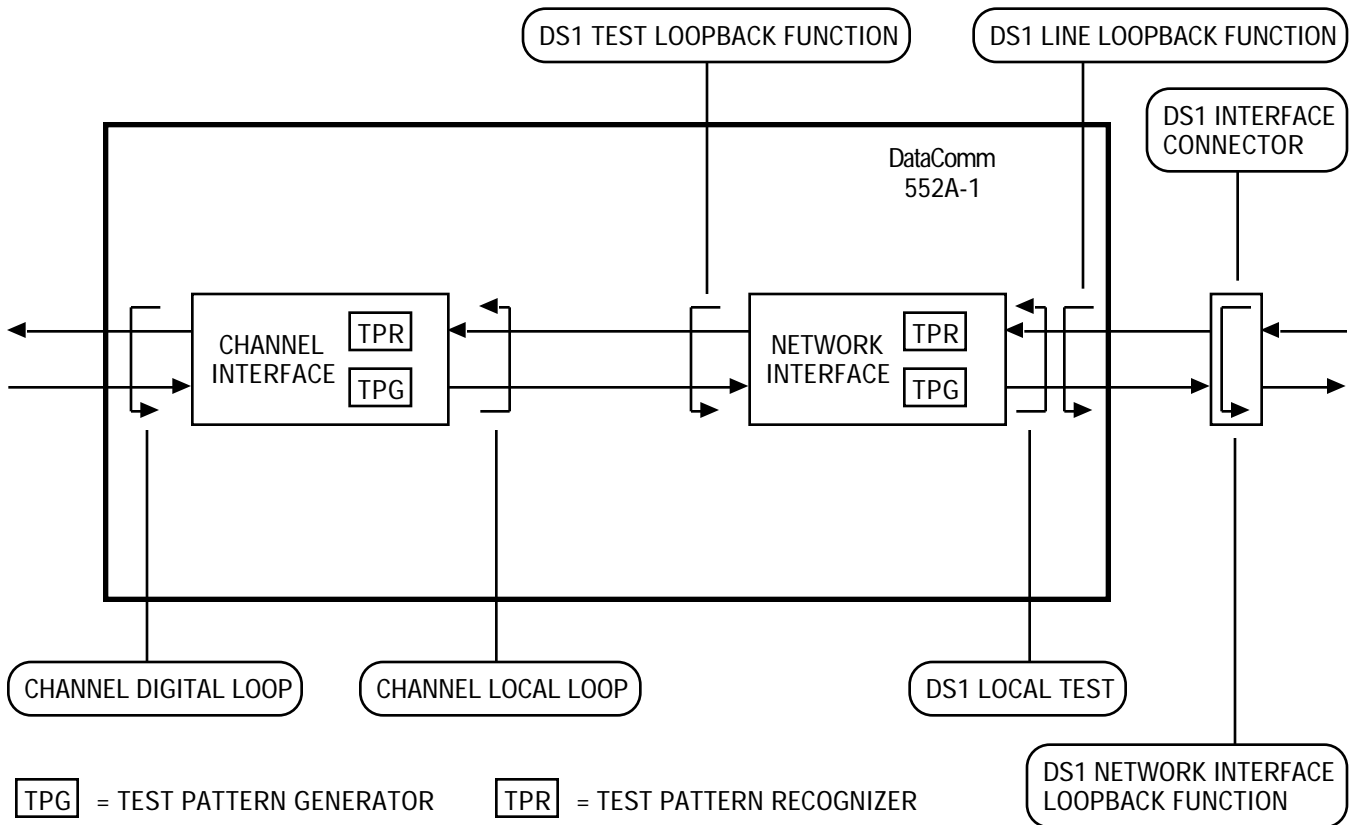 DS1 TEST LOOPBACK FUNCTION
DS1 LINE LOOPBACK FUNCTION
DS1 INTERFACE
CONNECTOR
DataComm
552A-1
CHANNEL
INTERFACE
TPR
TPG
NETWORK
INTERFACE
TPR
TPG
CHANNEL DIGITAL LOOP
CHANNEL LOCAL LOOP
DS1 LOCAL TEST
DS1 NETWORK INTERFACE
LOOPBACK FUNCTION
TPG = TEST PATTERN GENERATOR
TPR = TEST PATTERN RECOGNIZER